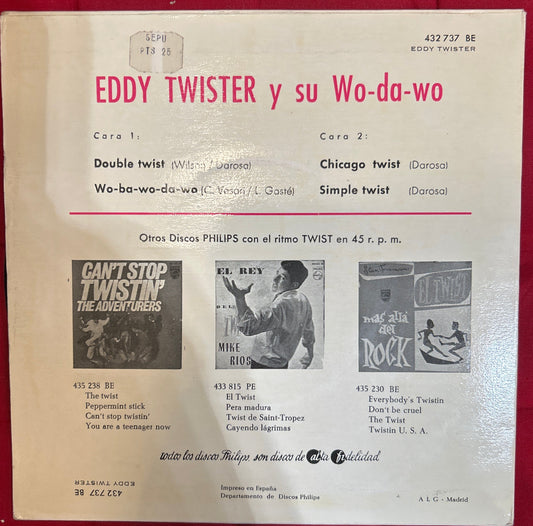 SEPU
PTS 25
432 737 BE
EDDY TWISTER
EDDY TWISTER y su Wo-da-wo
Cara 1:
Double twist (Wilson / Darosa)
Wo-ba-wo-da-wo (C. Veson / L. Gasté)
Cara 2:
Chicago twist (Darosa)
Simple twist (Darosa)
Otros Discos PHILIPS con el ritmo TWIST en 45 r. p. m.
CAN'T STOP
TWISTIN'
THE ADVENTURERS
EL REY
DEL
MIKE
RIOS
EL TWIST
mas allá
del
ROCK
435 238 BE
The twist
Peppermint stick
Can't stop twistin'
You are a teenager now
433 815 PE
El Twist
Pera madura
Twist de Saint-Tropez
Cayendo lágrimas
435 230 BE
Everybody's Twistin
Don't be cruel
The Twist
Twistin U. S. A.
todos los discos Philips, son discos de alta fidelidad
432 737 BE
EDDY TWISTER
Impreso en España
Departamento de Discos Philips
A L G - Madrid